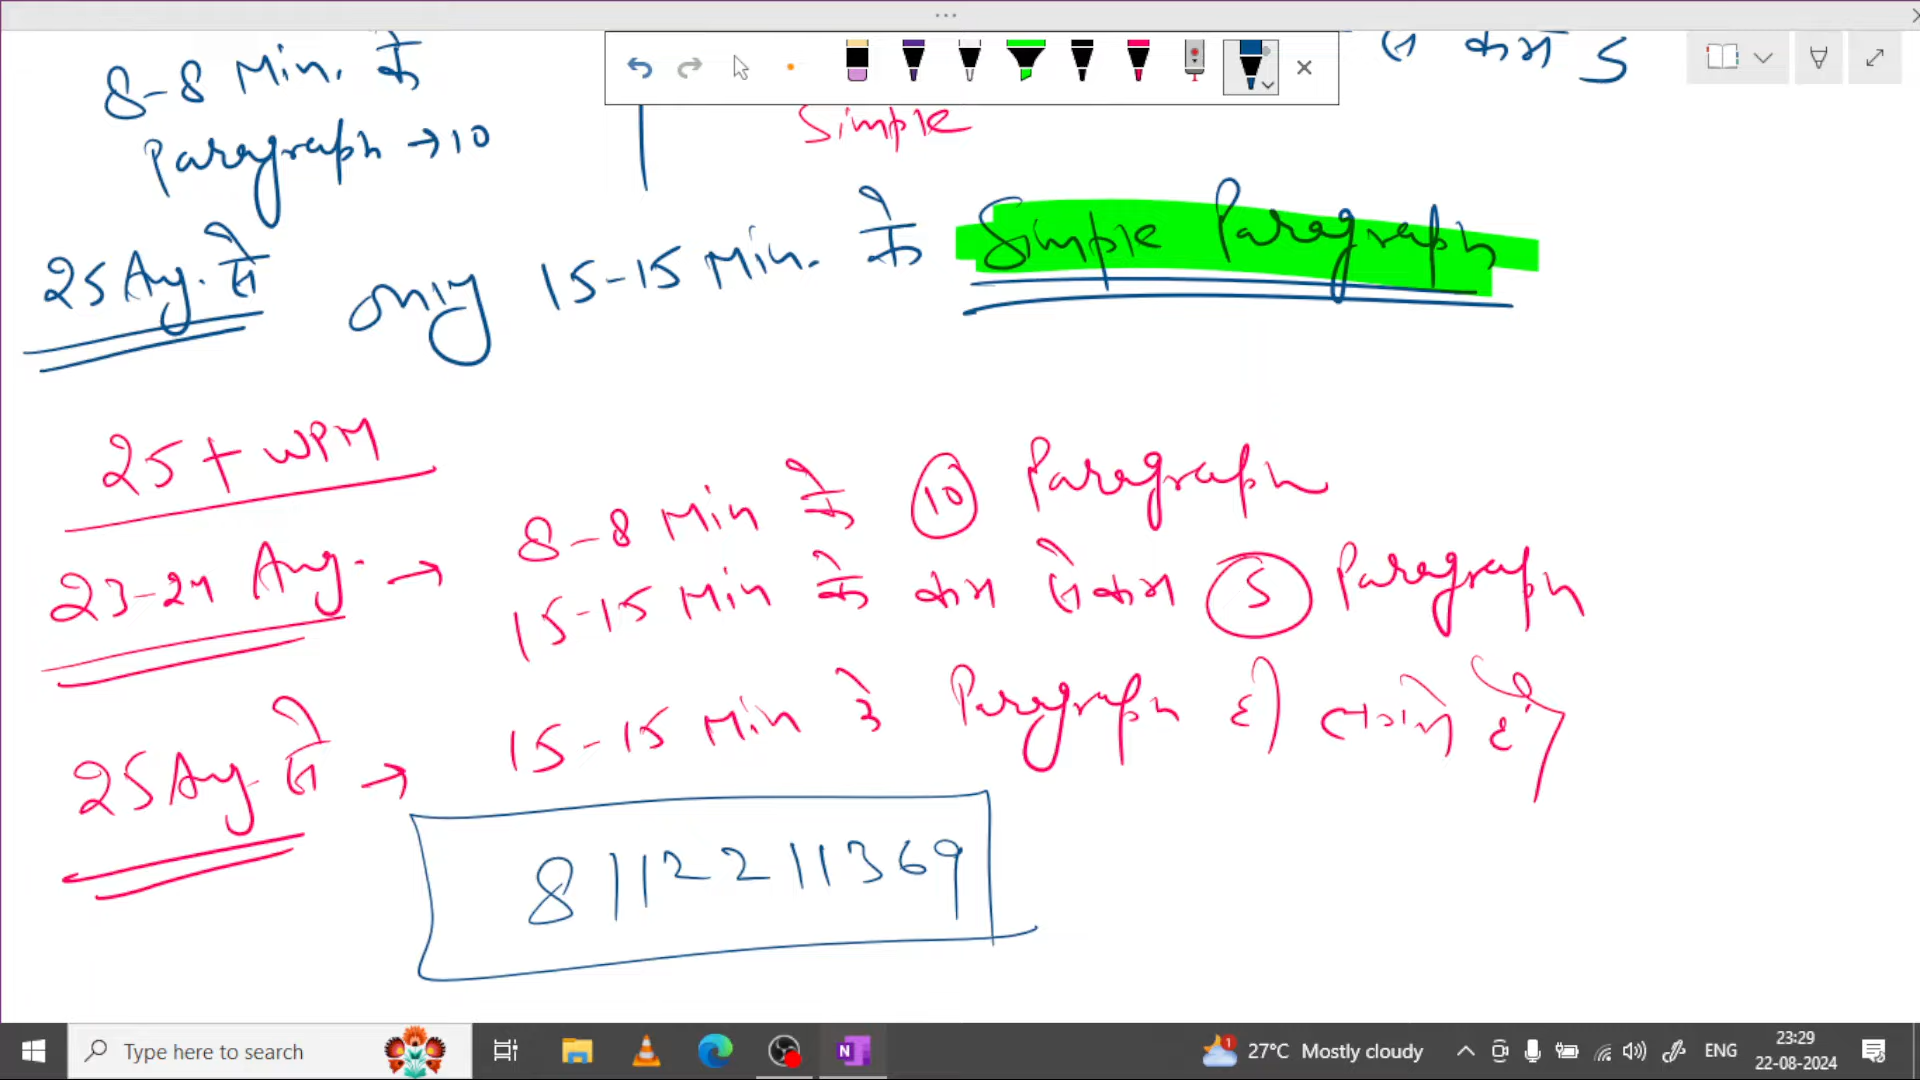 8-8 Min. के
से कम 5
Paragraph → 10
Simple
25 Aug. में only 15-15 Min. के Simple Paragraph
25+ WPM
8-8 Min के 10 Paragraph
23-24 Aug. →
15-15 Min के कम से कम 5 Paragraph
25 Aug में → 15-15 Min के Paragraph ही लगाने हैं
8112211369
Type here to search
27°C Mostly cloudy
ENG
23:29
22-08-2024